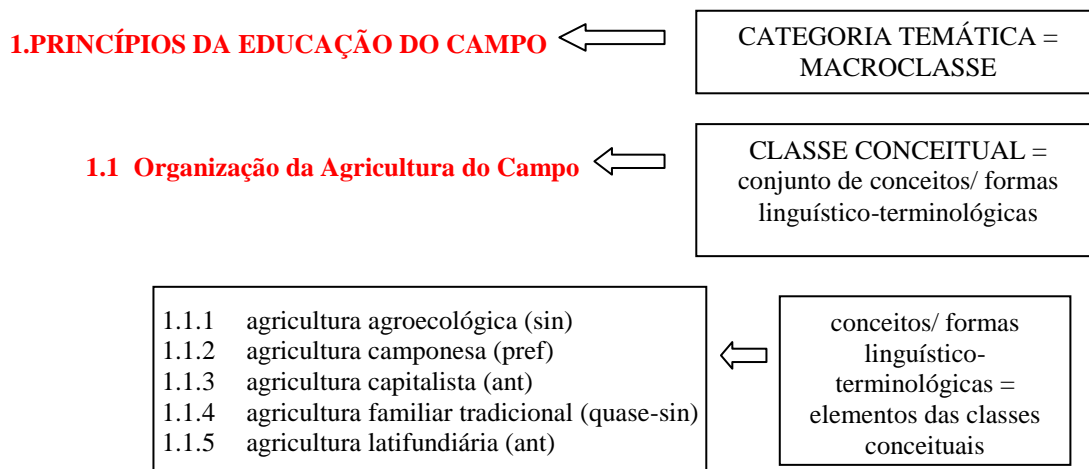 1.PRINCÍPIOS DA EDUCAÇÃO DO CAMPO
CATEGORIA TEMÁTICA =
MACROCLASSE
1.1 Organização da Agricultura do Campo
CLASSE CONCEITUAL =
conjunto de conceitos/ formas
linguístico-terminológicas
1.1.1 agricultura agroecológica (sin)
1.1.2 agricultura camponesa (pref)
1.1.3 agricultura capitalista (ant)
1.1.4 agricultura familiar tradicional (quase-sin)
1.1.5 agricultura latifundiária (ant)
conceitos/ formas
linguístico-
terminológicas =
elementos das classes
conceituais